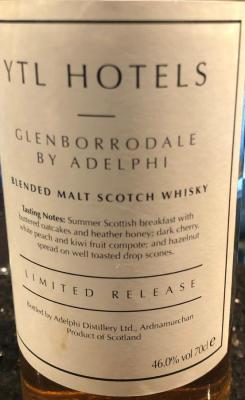 YTL HOTELS
GLENBORRODALE
BY ADELPHI
BLENDED MALT SCOTCH WHISKY
Tasting Notes: Summer Scottish breakfast with
buttered oatcakes and heather honey; dark cherry,
white peach and kiwi fruit compote; and hazelnut
spread on well toasted drop scones.
LIMITED RELEASE
Bottled by Adelphi Distillery Ltd., Ardnamurchan
Product of Scotland
46.0% vol 70cl e